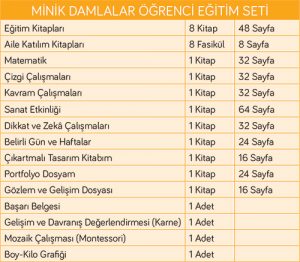 MİNİK DAMLALAR ÖĞRENCİ EĞİTİM SETİ
Eğitim Kitapları 8 Kitap 48 Sayfa
Aile Katılım Kitapları 8 Fasikül 8 Sayfa
Matematik 1 Kitap 32 Sayfa
Çizgi Çalışmaları 1 Kitap 32 Sayfa
Kavram Çalışmaları 1 Kitap 32 Sayfa
Sanat Etkinliği 1 Kitap 64 Sayfa
Dikkat ve Zekâ Çalışmaları 1 Kitap 32 Sayfa
Belirli Gün ve Haftalar 1 Kitap 24 Sayfa
Çıkartmalı Tasarım Kitabım 1 Kitap 16 Sayfa
Portfolyo Dosyam 1 Kitap 24 Sayfa
Gözlem ve Gelişim Dosyası 1 Kitap 16 Sayfa
Başarı Belgesi 1 Adet
Gelişim ve Davranış Değerlendirmesi (Karne) 1 Adet
Mozaik Çalışması (Montessori) 1 Adet
Boy-Kilo Grafiği 1 Adet